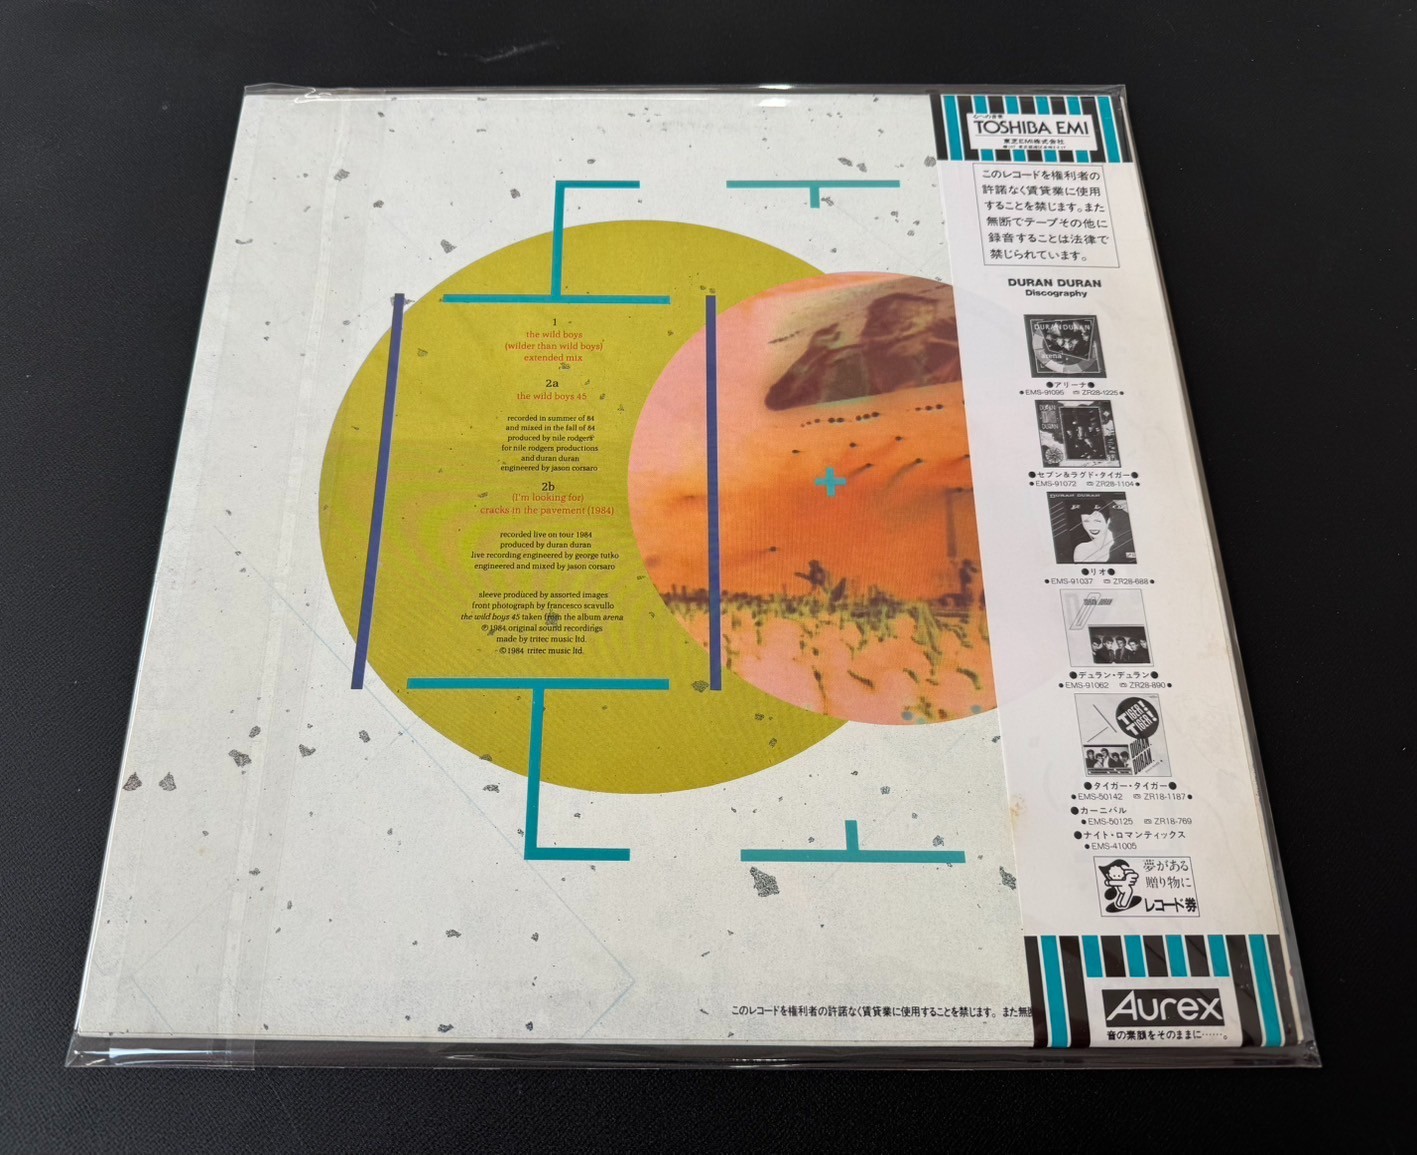 1
the wild boys
(wilder than wild boys)
extended mix
2a
the wild boys 45
recorded in summer of 84
and mixed in the fall of 84
produced by nile rodgers
for nile rodgers productions
and duran duran
engineered by jason corsaro
2b
(I'm looking for)
cracks in the pavement (1984)
recorded live on tour 1984
produced by duran duran
live recording engineered by george tutko
engineered and mixed by jason corsaro
sleeve produced by assorted images
front photograph by francesco scavullo
the wild boys 45 taken from the album arena
℗1984 original sound recordings
made by tritec music ltd.
©1984 tritec music ltd.
このレコードを権利者の許諾なく賃貸業に使用することを禁じます。また無断
TOSHIBA EMI
東芝EMI株式会社
このレコードを権利者の
許諾なく賃貸業に使用
することを禁じます。また
無断でテープその他に
録音することは法律で
禁じられています。
DURAN DURAN
Discography
DURAN DURAN
arena
●アリーナ●
●EMS-91095 ZR28-1225●
●セブン&ラグド・タイガー●
●EMS-91072 ZR28-1104●
DURAN DURAN
●リオ●
●EMS-91037 ZR28-688●
●デュラン・デュラン●
●EMS-91062 ZR28-890●
TIGER!
TIGER!
DURAN
DURAN
●タイガー・タイガー●
●EMS-50142 ZR18-1187●
●カーニバル
●EMS-50125 ZR18-769
●ナイト・ロマンティックス
●EMS-41005
夢がある
贈り物に
レコード券
Aurex
音の素顔をそのままに……。